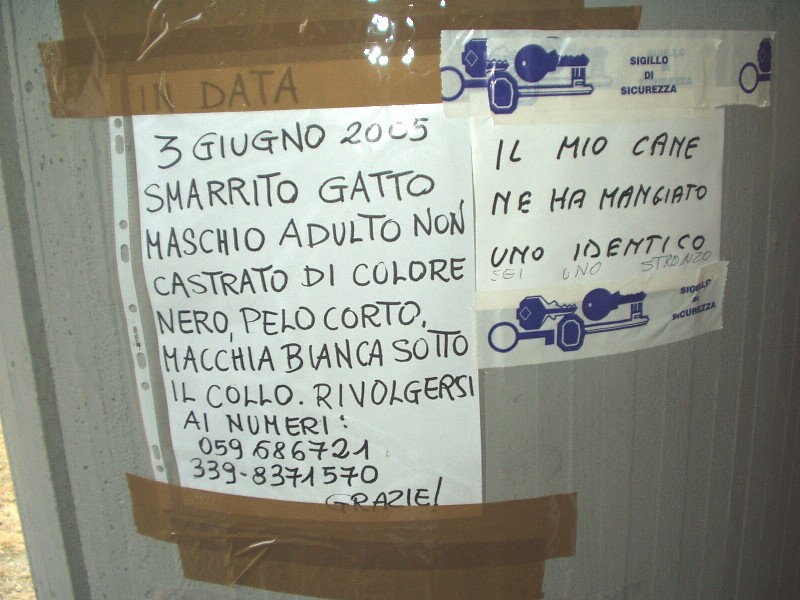 IN DATA
3 GIUGNO 2005
SMARRITO GATTO
MASCHIO ADULTO NON
CASTRATO DI COLORE
NERO, PELO CORTO.
MACCHIA BIANCA SOTTO
IL COLLO. RIVOLGERSI
AI NUMERI:
059 686721
339-8371570
GRAZIE!
SIGILLO
DI
SICUREZZA
IL MIO CANE
NE HA MANGIATO
UNO IDENTICO
SEI UNO STRONZO
SIGILLO
DI
SICUREZZA